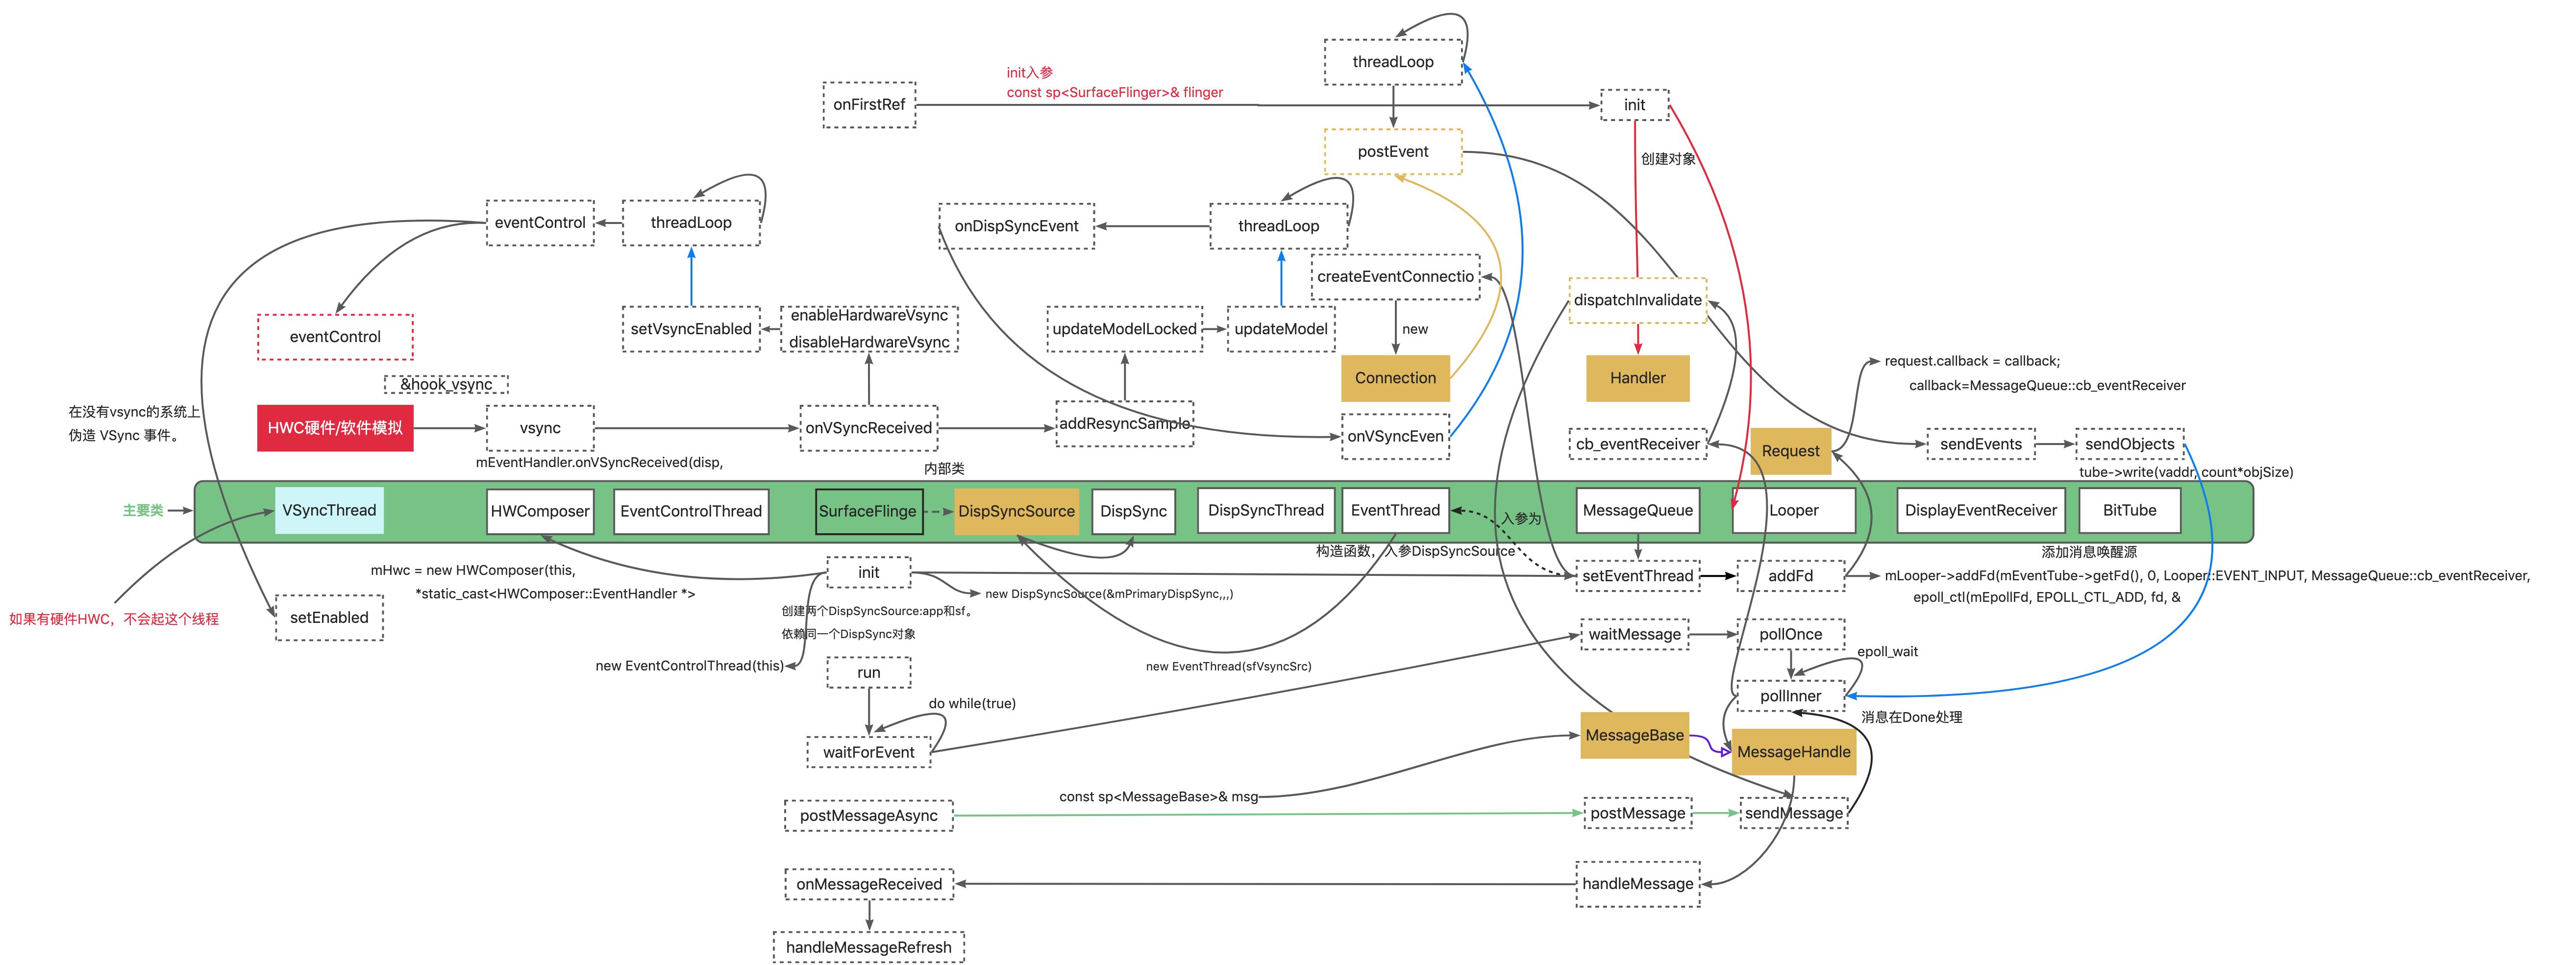 threadLoop
init入参
const sp<SurfaceFlinger>& flinger
onFirstRef
init
postEvent
创建对象
eventControl
threadLoop
onDispSyncEvent
threadLoop
createEventConnectio
dispatchInvalidate
eventControl
setVsyncEnabled
enableHardwareVsync
disableHardwareVsync
updateModelLocked
updateModel
new
request.callback = callback;
callback=MessageQueue::cb_eventReceiver
&hook_vsync
Connection
Handler
在没有vsync的系统上
伪造 VSync 事件。
HWC硬件/软件模拟
vsync
onVSyncReceived
addResyncSample
onVSyncEven
cb_eventReceiver
Request
sendEvents
sendObjects
mEventHandler.onVSyncReceived(disp,
内部类
tube->write(vaddr, count*objSize)
主要类
VSyncThread
HWComposer
EventControlThread
SurfaceFlinge
DispSyncSource
DispSync
DispSyncThread
EventThread
入参为
MessageQueue
Looper
DisplayEventReceiver
BitTube
构造函数，入参DispSyncSource
添加消息唤醒源
mHwc = new HWComposer(this,
*static_cast<HWComposer::EventHandler *>
init
new DispSyncSource(&mPrimaryDispSync,,,)
setEventThread
addFd
mLooper->addFd(mEventTube->getFd(), 0, Looper::EVENT_INPUT, MessageQueue::cb_eventReceiver,
epoll_ctl(mEpollFd, EPOLL_CTL_ADD, fd, &
如果有硬件HWC，不会起这个线程
setEnabled
创建两个DispSyncSource:app和sf。
依赖同一个DispSync对象
new EventControlThread(this)
new EventThread(sfVsyncSrc)
waitMessage
pollOnce
epoll_wait
run
pollInner
do while(true)
消息在Done处理
waitForEvent
MessageBase
MessageHandle
const sp<MessageBase>& msg
postMessageAsync
postMessage
sendMessage
onMessageReceived
handleMessage
handleMessageRefresh